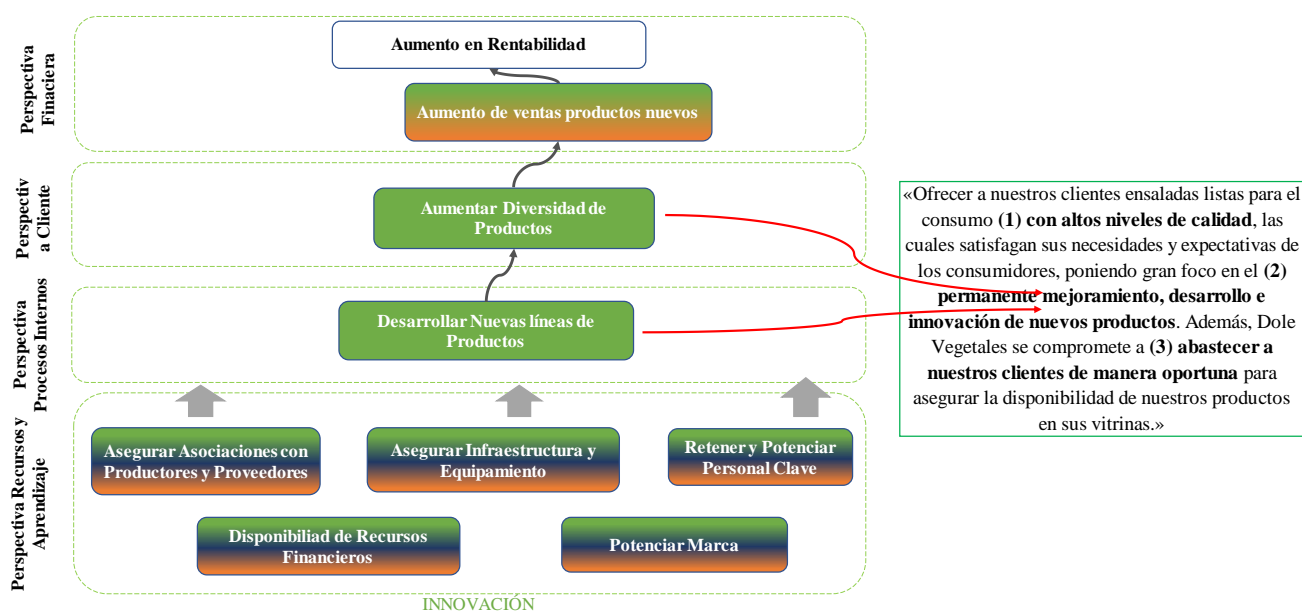 Perspectiva
Finaciera
Aumento en Rentabilidad
Aumento de ventas productos nuevos
Perspectiv
a Cliente
Aumentar Diversidad de
Productos
Perspectiva
Procesos Internos
Desarrollar Nuevas líneas de
Productos
Perspectiva Recursos y
Aprendizaje
Asegurar Asociaciones con
Productores y Proveedores
Asegurar Infraestructura y
Equipamiento
Retener y Potenciar
Personal Clave
Disponibiliad de Recursos
Financieros
Potenciar Marca
INNOVACIÓN
«Ofrecer a nuestros clientes ensaladas listas para el
consumo (1) con altos niveles de calidad, las
cuales satisfagan sus necesidades y expectativas de
los consumidores, poniendo gran foco en el (2)
permanente mejoramiento, desarrollo e
innovación de nuevos productos. Además, Dole
Vegetales se compromete a (3) abastecer a
nuestros clientes de manera oportuna para
asegurar la disponibilidad de nuestros productos
en sus vitrinas.»